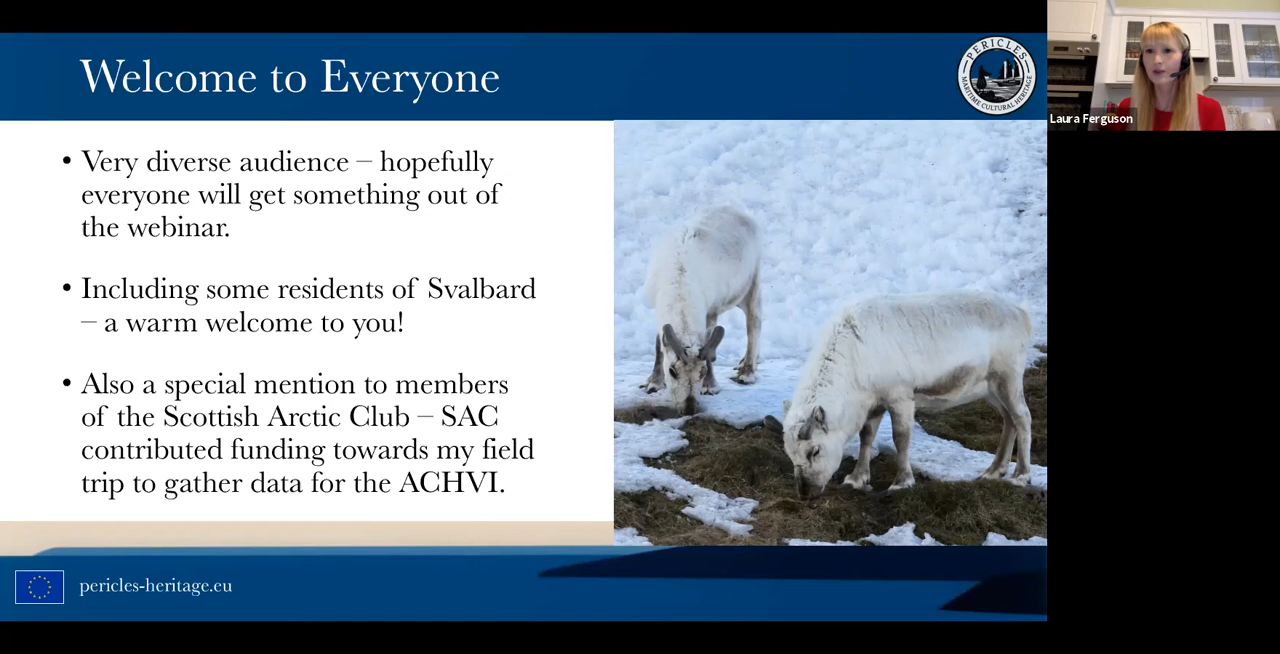 Welcome to Everyone
PERICLES
MARITIME CULTURAL HERITAGE
Laura Ferguson
• Very diverse audience – hopefully
everyone will get something out of
the webinar.
• Including some residents of Svalbard
– a warm welcome to you!
• Also a special mention to members
of the Scottish Arctic Club – SAC
contributed funding towards my field
trip to gather data for the ACHVI.
pericles-heritage.eu